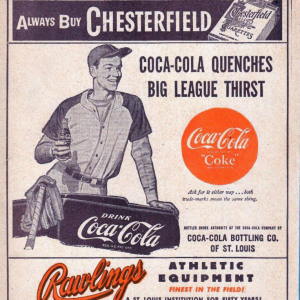 ALWAYS BUY CHESTERFIELD
Chesterfield
CIGARETTES
COCA-COLA QUENCHES
BIG LEAGUE THIRST
Coca-Cola
"Coke"
Ask for it either way ... both
trade-marks mean the same thing.
BOTTLED UNDER AUTHORITY OF THE COCA-COLA COMPANY BY
COCA-COLA BOTTLING CO.
OF ST. LOUIS
DRINK
Coca-Cola
Rawlings
ATHLETIC
EQUIPMENT
FINEST IN THE FIELD!
A ST. LOUIS INSTITUTION FOR FIFTY YEARS!